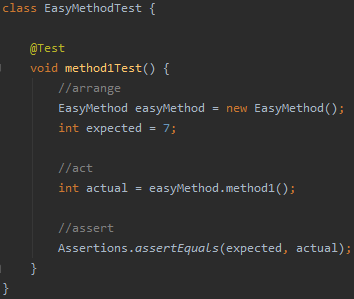 class EasyMethodTest {
@Test
void method1Test() {
//arrange
EasyMethod easyMethod = new EasyMethod();
int expected = 7;
//act
int actual = easyMethod.method1();
//assert
Assertions.assertEquals(expected, actual);
}
}